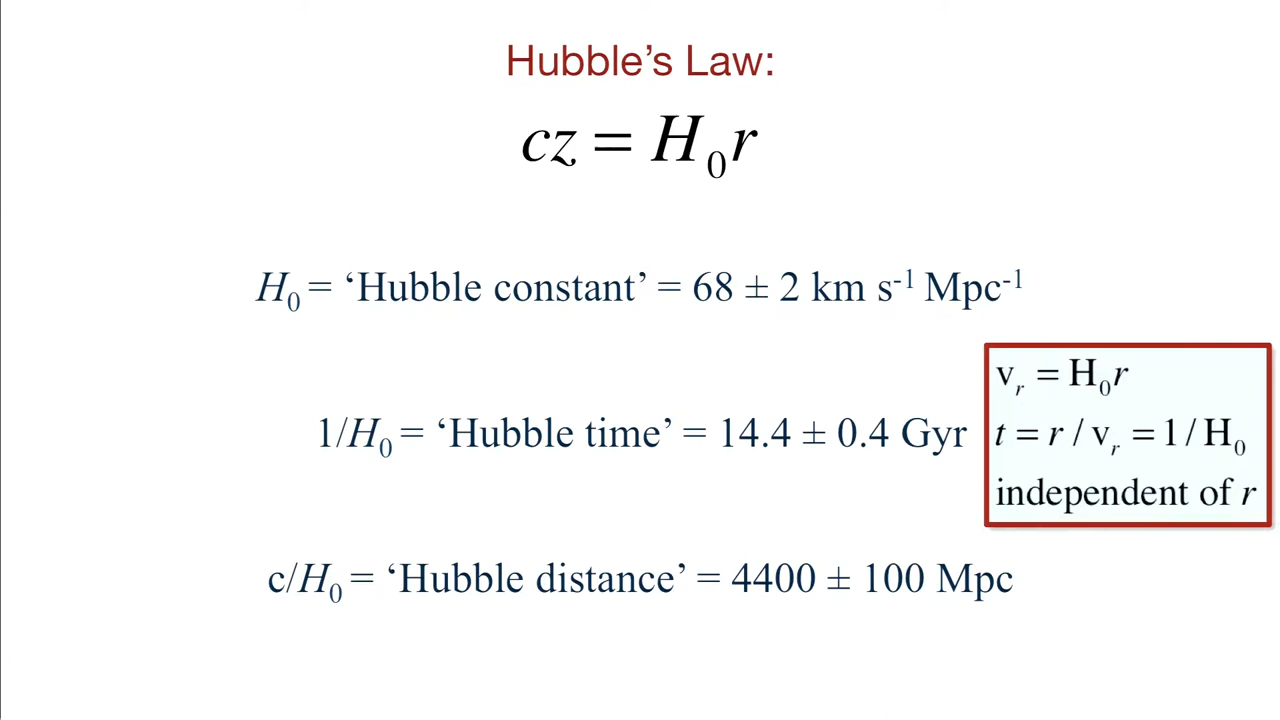 Hubble’s Law:
cz = H₀r
H₀ = ‘Hubble constant’ = 68 ± 2 km s⁻¹ Mpc⁻¹
1/H₀ = ‘Hubble time’ = 14.4 ± 0.4 Gyr
vᵣ = H₀r
t = r / vᵣ = 1 / H₀
independent of r
c/H₀ = ‘Hubble distance’ = 4400 ± 100 Mpc